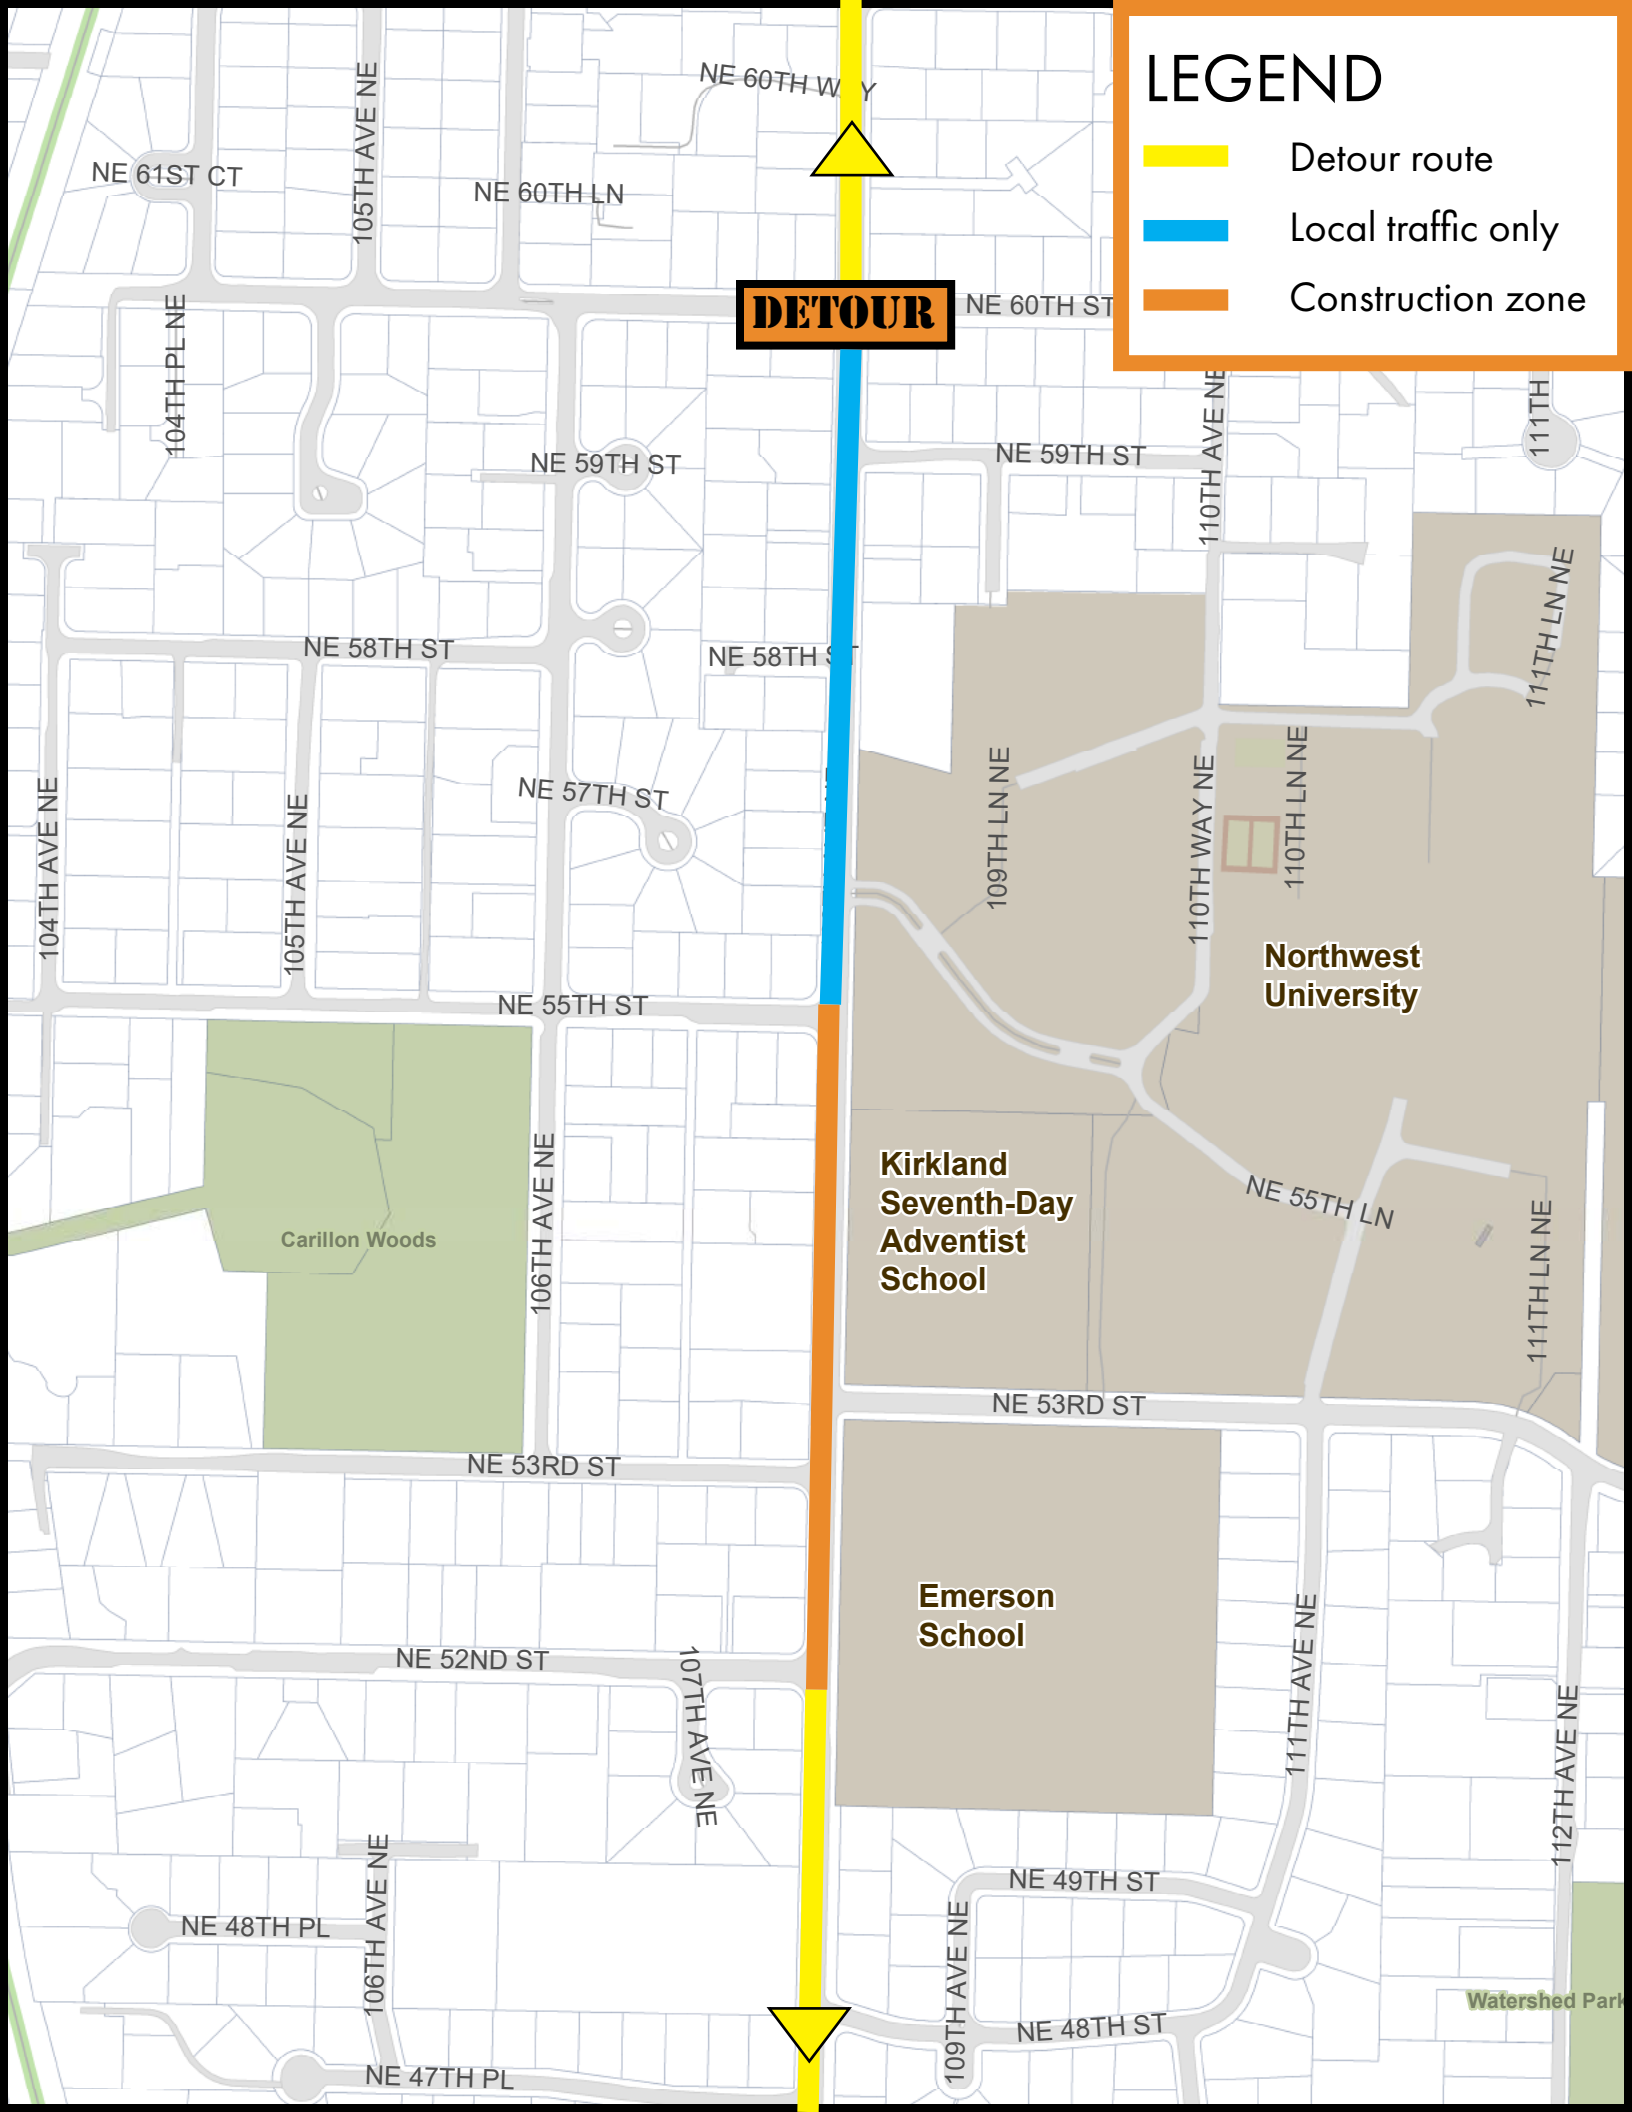 LEGEND
Detour route
Local traffic only
Construction zone
NE 60TH W Y
105TH AVE NE
NE 61ST CT
NE 60TH LN
DETOUR
NE 60TH ST
104TH PL NE
110TH AVE NE
111TH
NE 59TH ST
NE 59TH ST
111TH LN NE
NE 58TH ST
NE 58TH ST
NE 57TH ST
104TH AVE NE
105TH AVE NE
109TH LN NE
110TH WAY NE
110TH LN NE
Northwest
University
NE 55TH ST
Kirkland
Seventh-Day
Adventist
School
NE 55TH LN
106TH AVE NE
Carillon Woods
111TH LN NE
NE 53RD ST
NE 53RD ST
Emerson
School
NE 52ND ST
107TH AVE NE
111TH AVE NE
112TH AVE NE
NE 49TH ST
106TH AVE NE
NE 48TH PL
109TH AVE NE
Watershed Park
NE 48TH ST
NE 47TH PL